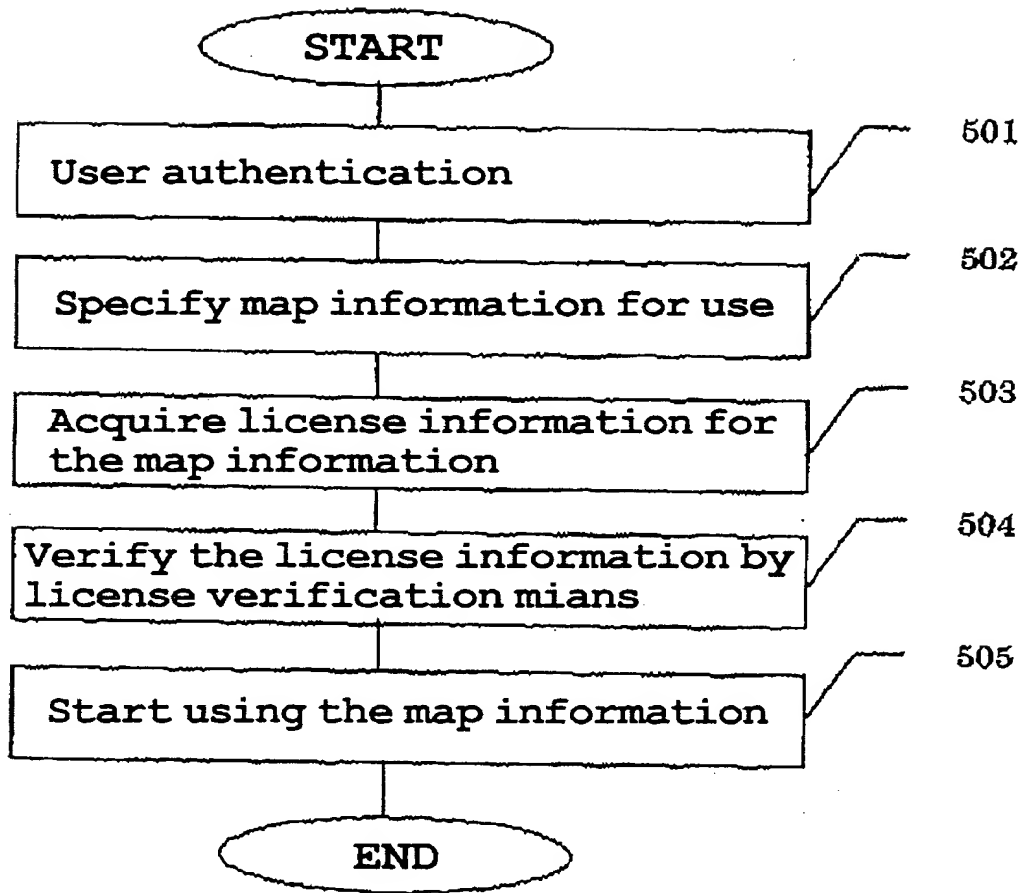 START
User authentication
501
Specify map information for use
502
Acquire license information for
the map information
503
Verify the license information by
license verification mians
504
Start using the map information
505
END